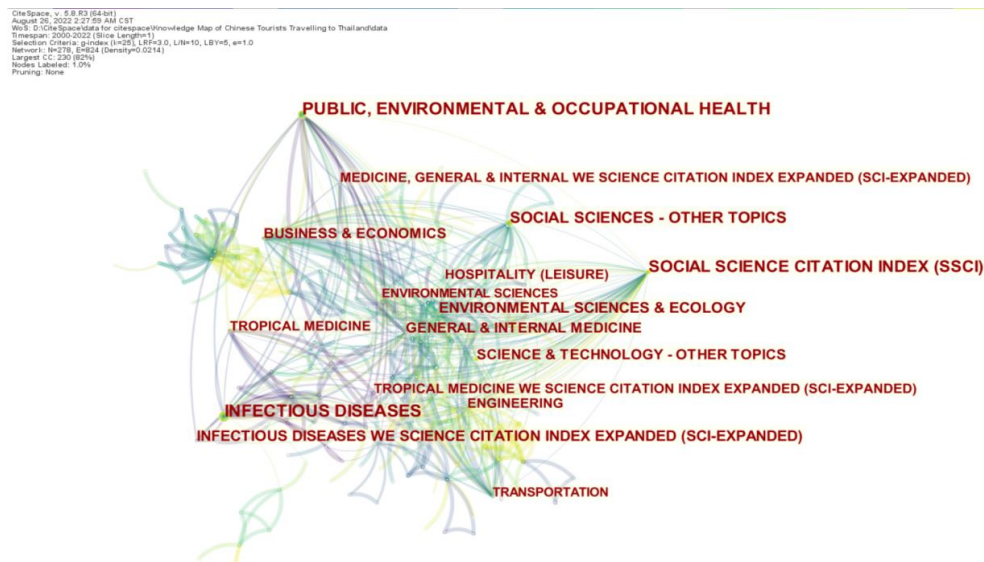 CiteSpace, v. 5.8.R3 (64-bit)
August 26, 2022 2:27:59 AM CST
WoS: D:\CiteSpace\data for citespace\Knowledge Map of Chinese Tourists Travelling to Thailand\data
Timespan: 2000-2022 (Slice Length=1)
Selection Criteria: g-index (k=25), LRF=3.0, L/N=10, LBY=5, e=1.0
Network: N=278, E=824 (Density=0.0214)
Largest CC: 230 (82%)
Nodes Labeled: 1.0%
Pruning: None
PUBLIC, ENVIRONMENTAL & OCCUPATIONAL HEALTH
MEDICINE, GENERAL & INTERNAL WE SCIENCE CITATION INDEX EXPANDED (SCI-EXPANDED)
SOCIAL SCIENCES - OTHER TOPICS
BUSINESS & ECONOMICS
SOCIAL SCIENCE CITATION INDEX (SSCI)
HOSPITALITY (LEISURE)
ENVIRONMENTAL SCIENCES
ENVIRONMENTAL SCIENCES & ECOLOGY
TROPICAL MEDICINE
GENERAL & INTERNAL MEDICINE
SCIENCE & TECHNOLOGY - OTHER TOPICS
TROPICAL MEDICINE WE SCIENCE CITATION INDEX EXPANDED (SCI-EXPANDED)
ENGINEERING
INFECTIOUS DISEASES
INFECTIOUS DISEASES WE SCIENCE CITATION INDEX EXPANDED (SCI-EXPANDED)
TRANSPORTATION